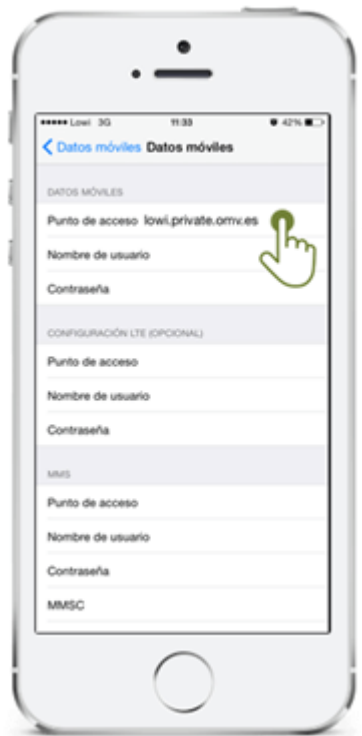 Lowi 3G 11:33 42%
Datos móviles Datos móviles
DATOS MÓVILES
Punto de acceso lowi.private.omv.es
Nombre de usuario
Contraseña
CONFIGURACIÓN LTE (OPCIONAL)
Punto de acceso
Nombre de usuario
Contraseña
MMS
Punto de acceso
Nombre de usuario
Contraseña
MMSC